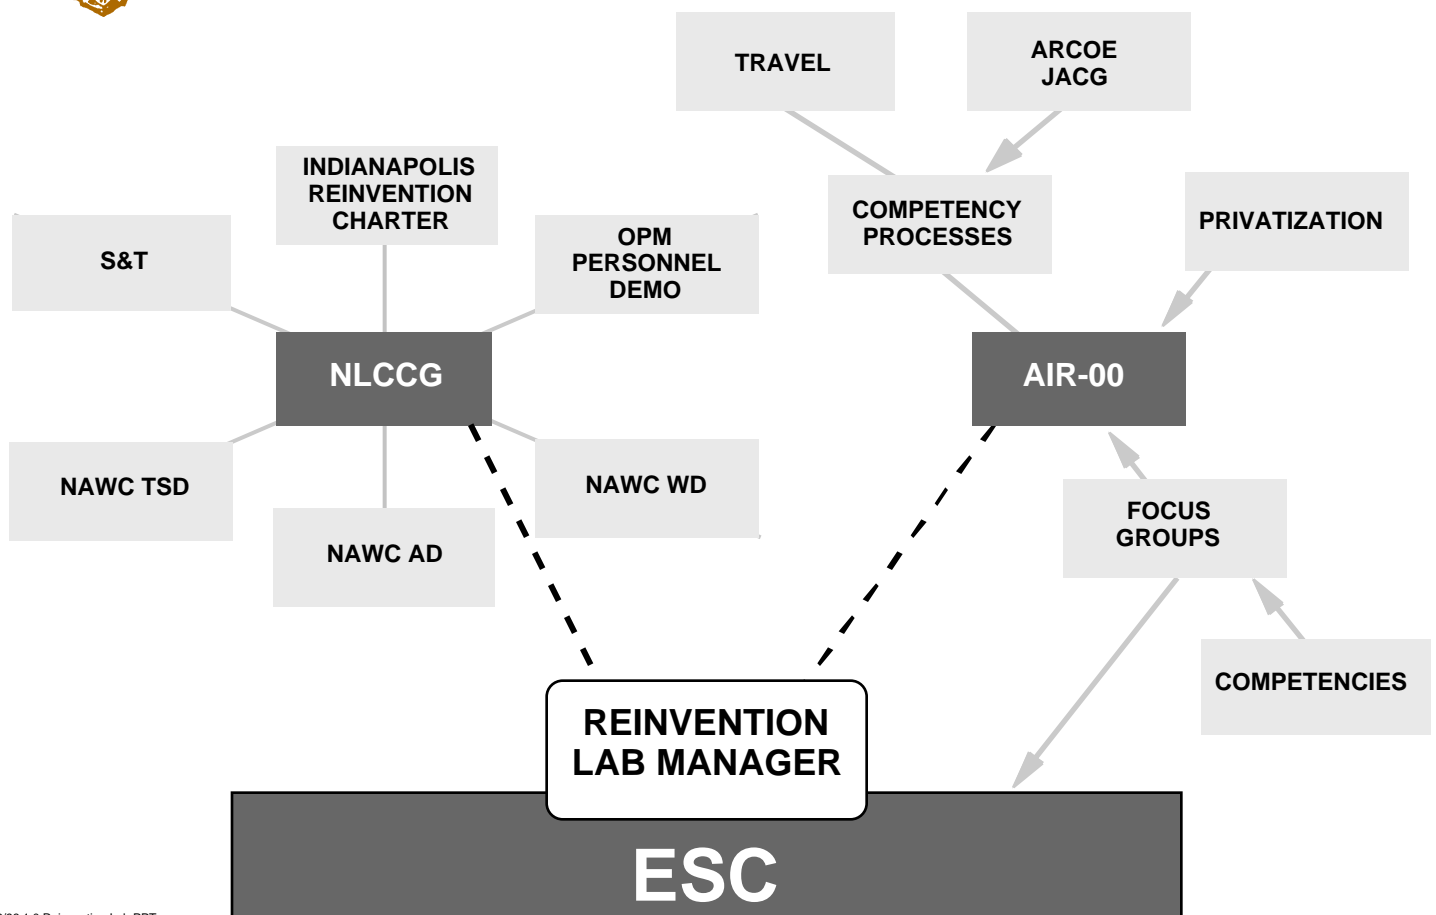 TRAVEL
ARCOE
JACG
INDIANAPOLIS
REINVENTION
CHARTER
S&T
OPM
PERSONNEL
DEMO
COMPETENCY
PROCESSES
PRIVATIZATION
NLCCG
AIR-00
NAWC TSD
NAWC AD
NAWC WD
FOCUS
GROUPS
COMPETENCIES
REINVENTION
LAB MANAGER
ESC